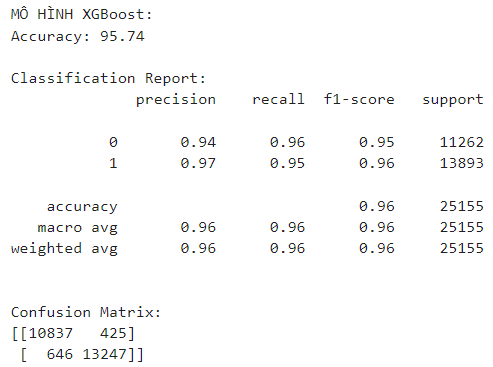 MÔ HÌNH XGBoost:
Accuracy: 95.74
Classification Report:
precision recall f1-score support
0 0.94 0.96 0.95 11262
1 0.97 0.95 0.96 13893
accuracy 0.96 25155
macro avg 0.96 0.96 0.96 25155
weighted avg 0.96 0.96 0.96 25155
Confusion Matrix:
[[10837 425]
[ 646 13247]]